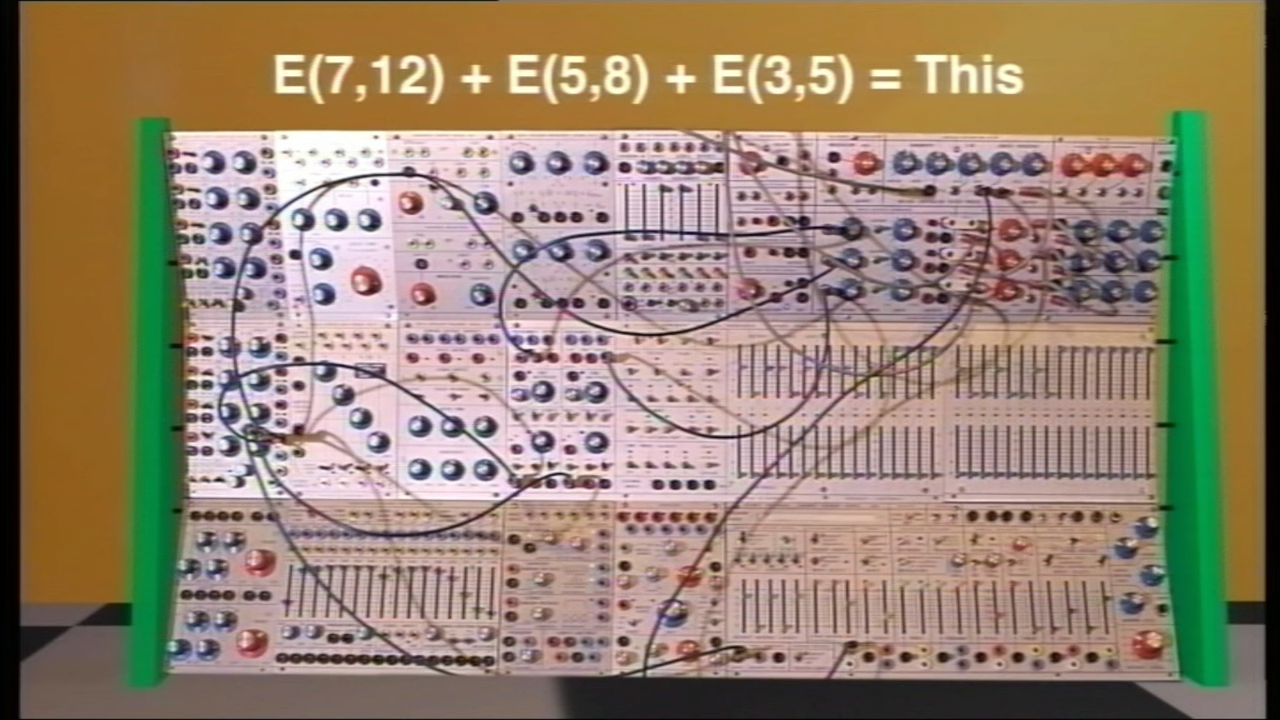 E(7,12) + E(5,8) + E(3,5) = This